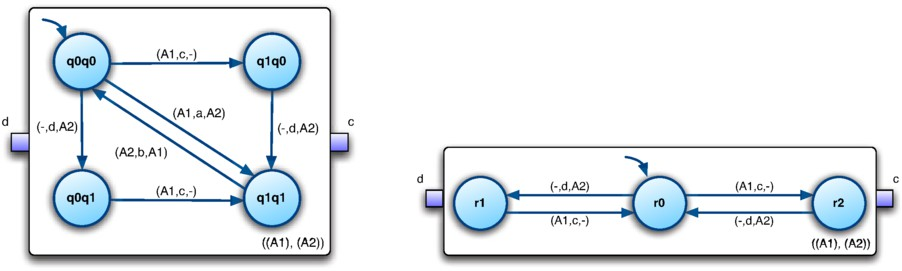 q0q0
(A1,c,-)
q1q0
(A1,a,A2)
d
(-,d,A2)
(-,d,A2)
c
(A2,b,A1)
q0q1
(A1,c,-)
q1q1
((A1), (A2))
d
(-,d,A2)
(A1,c,-)
c
r1
r0
r2
(A1,c,-)
(-,d,A2)
((A1), (A2))